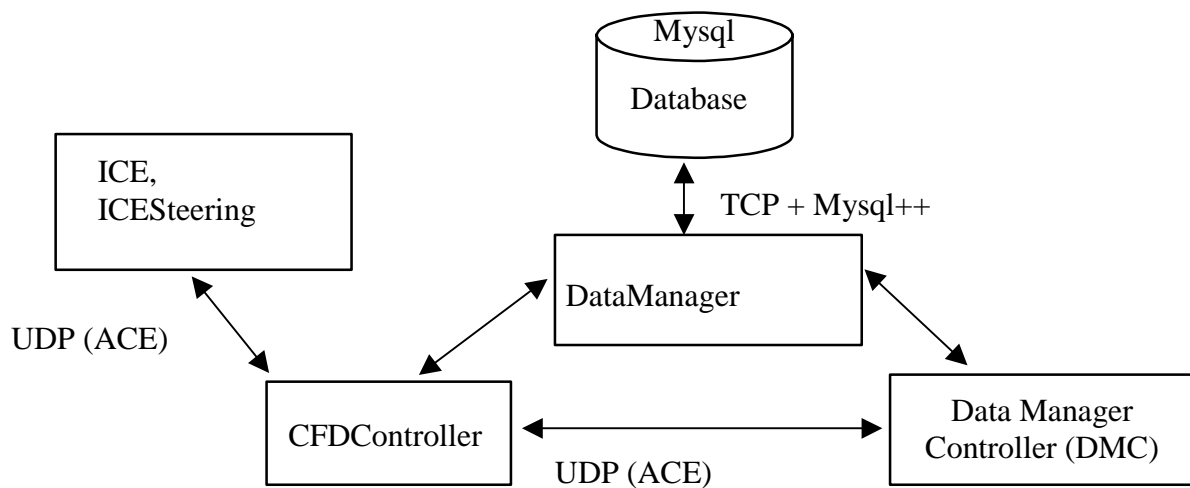 Mysql
Database
ICE,
ICESteering
TCP + Mysql++
DataManager
UDP (ACE)
CFDController
Data Manager
Controller (DMC)
UDP (ACE)